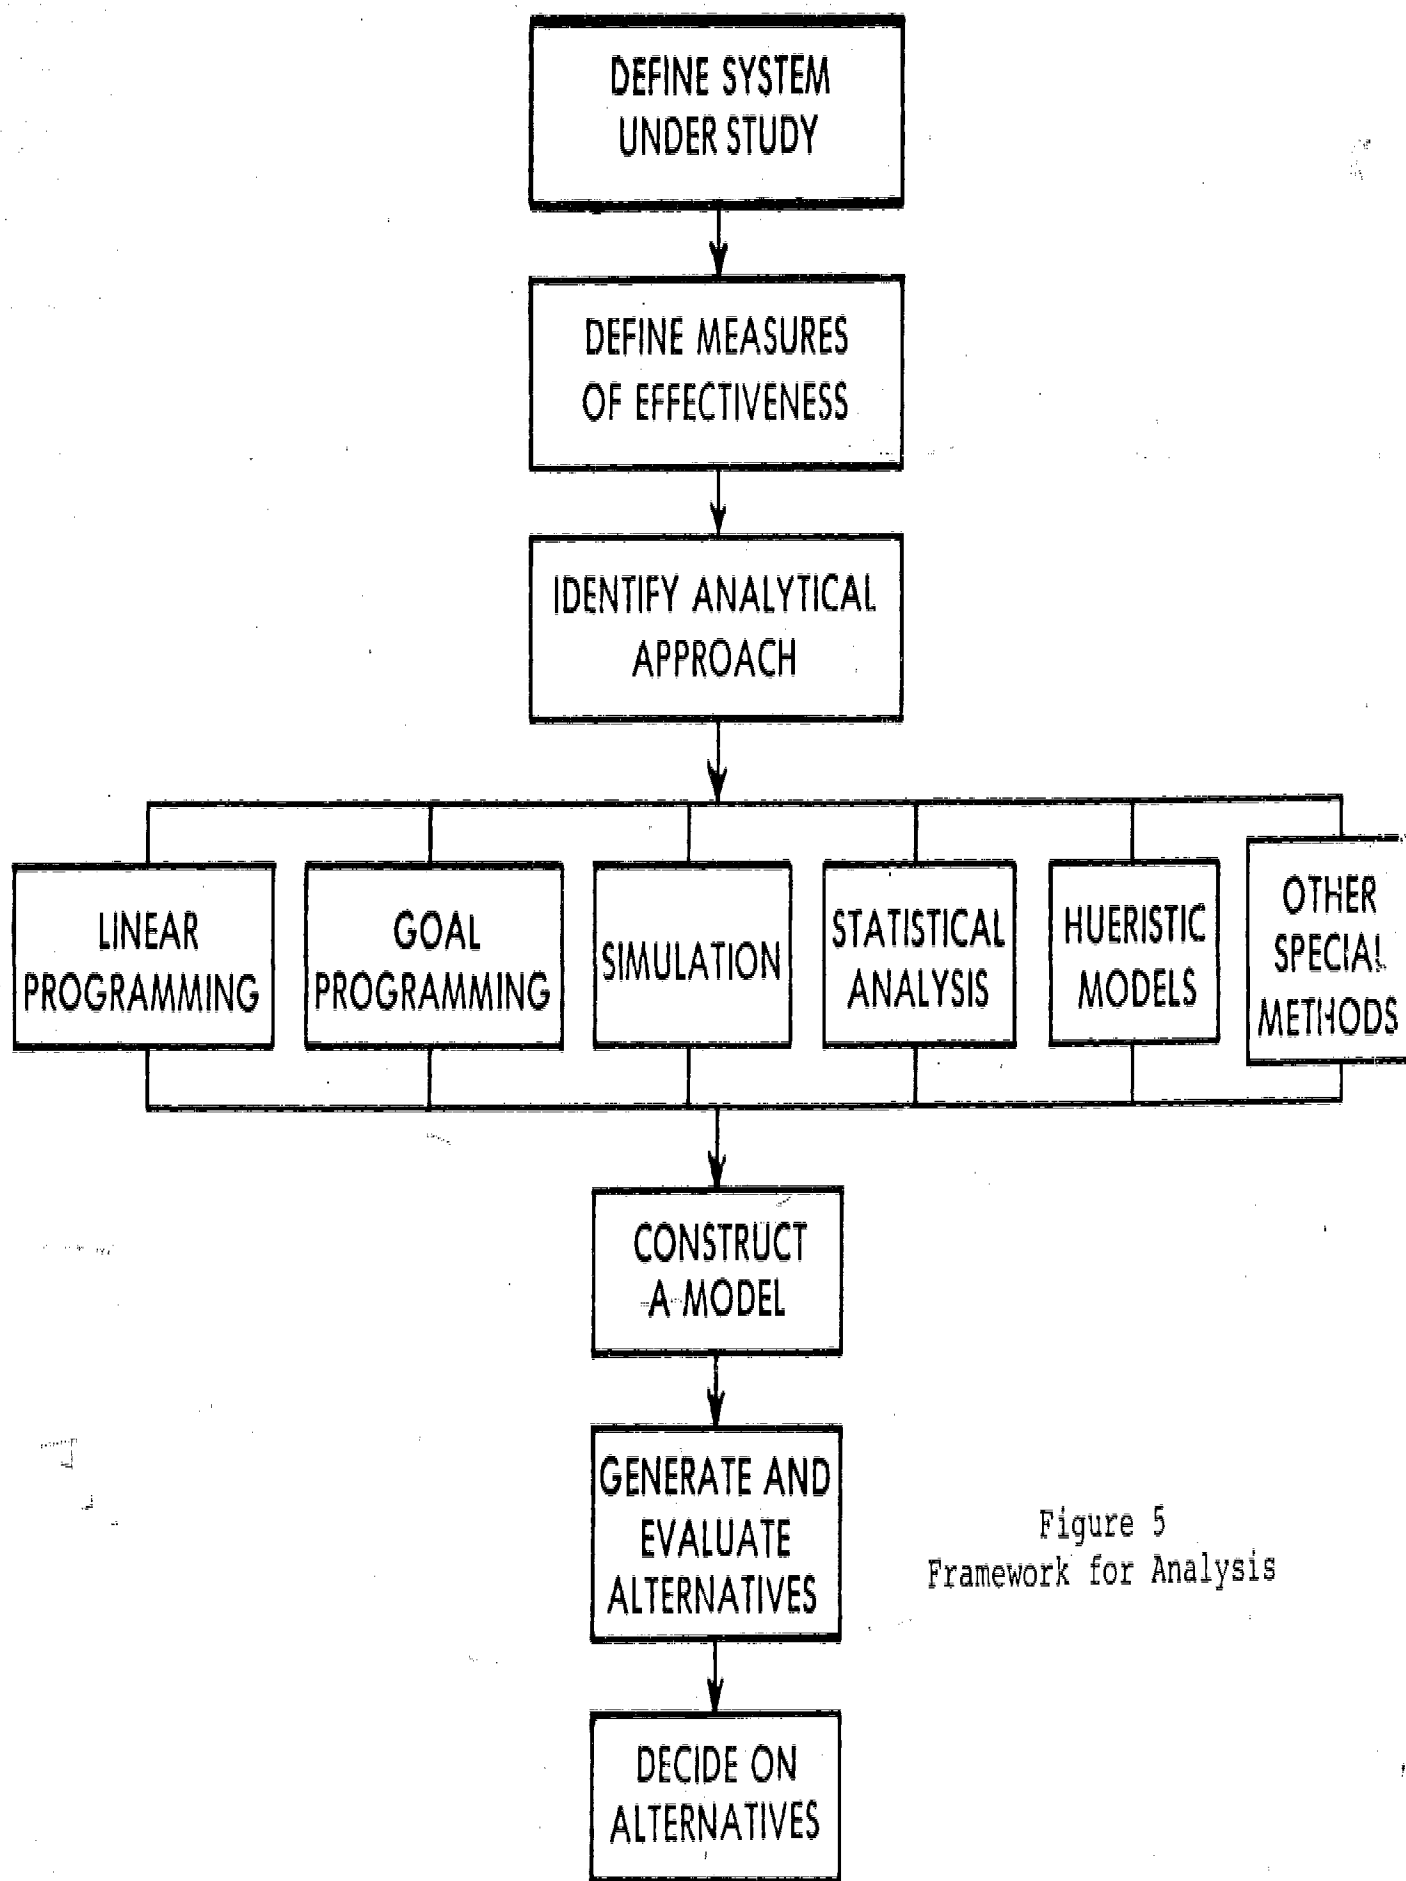 DEFINE SYSTEM
UNDER STUDY
DEFINE MEASURES
OF EFFECTIVENESS
IDENTIFY ANALYTICAL
APPROACH
LINEAR
PROGRAMMING
GOAL
PROGRAMMING
SIMULATION
STATISTICAL
ANALYSIS
HUERISTIC
MODELS
OTHER
SPECIAL
METHODS
CONSTRUCT
A MODEL
GENERATE AND
EVALUATE
ALTERNATIVES
Figure 5
Framework for Analysis
DECIDE ON
ALTERNATIVES